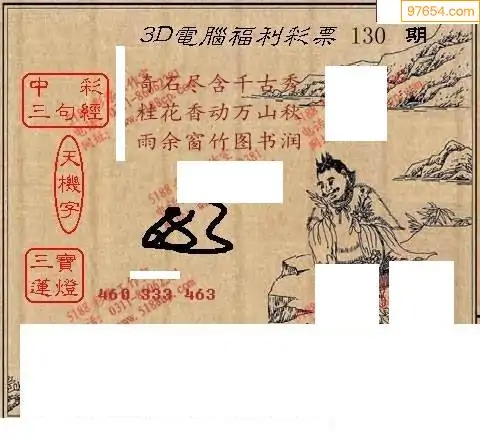 97654.com
3D電腦福利彩票 130 期
中彩
三句經
奇石尽含千古秀
桂花香动万山秋
雨余窗竹图书润
天機字
683
三寶
蓮燈
460 333 463